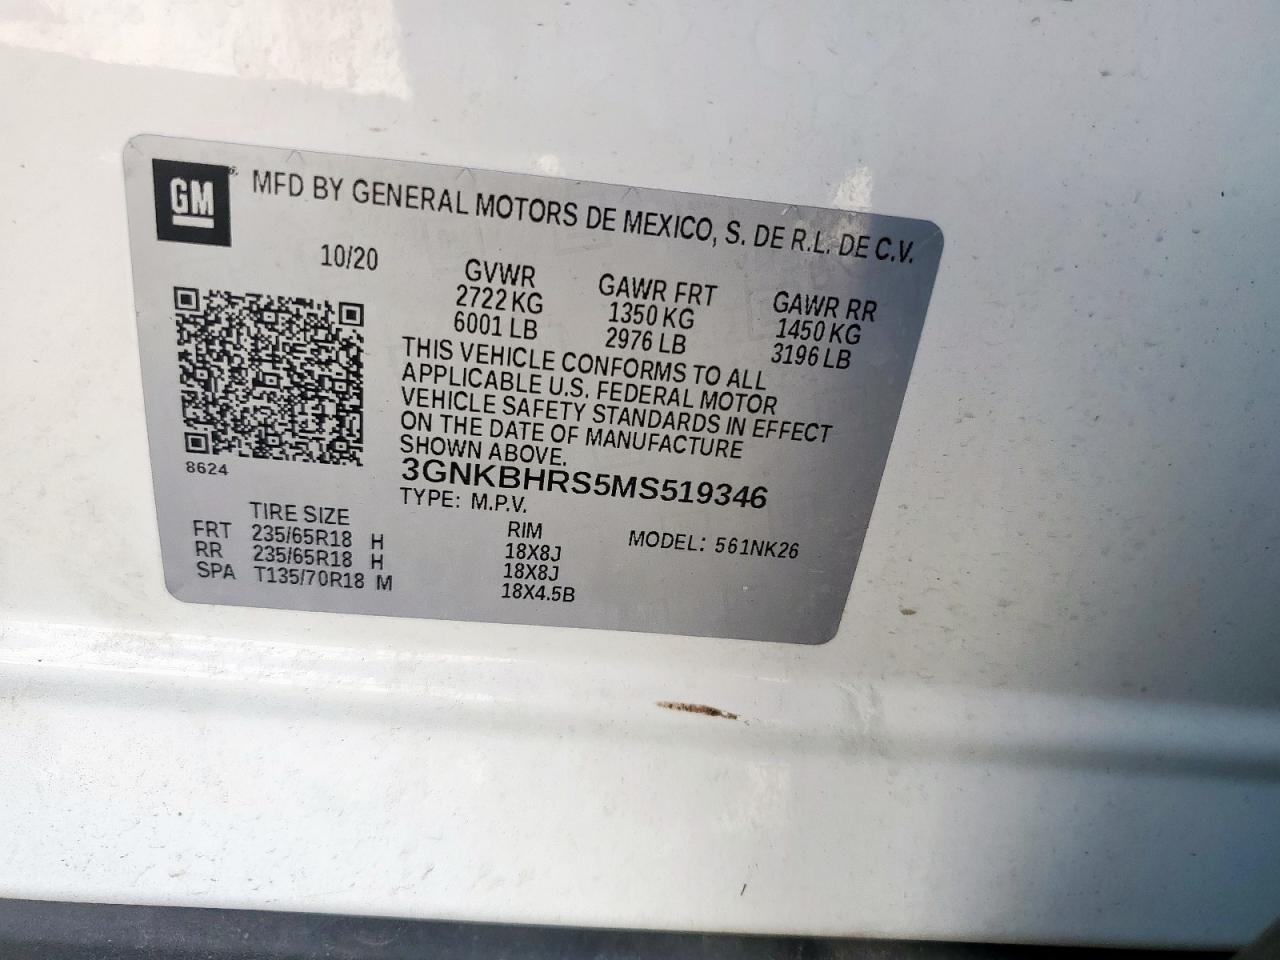 GM
MFD BY GENERAL MOTORS DE MEXICO, S. DE R.L. DE C.V.
10/20
GVWR GAWR FRT GAWR RR
2722 KG 1350 KG 1450 KG
6001 LB 2976 LB 3196 LB
THIS VEHICLE CONFORMS TO ALL
APPLICABLE U.S. FEDERAL MOTOR
VEHICLE SAFETY STANDARDS IN EFFECT
ON THE DATE OF MANUFACTURE
SHOWN ABOVE.
8624
3GNKBHRS5MS519346
TYPE: M.P.V.
TIRE SIZE RIM MODEL: 561NK26
FRT 235/65R18 H 18X8J
RR 235/65R18 H 18X8J
SPA T135/70R18 M 18X4.5B